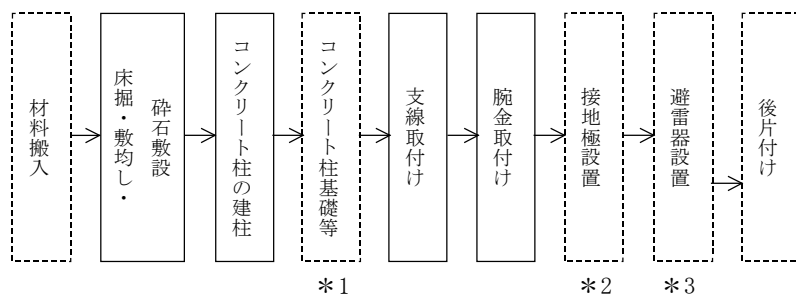 材料搬入
床掘・敷均し・
砕石敷設
コンクリート柱の建柱
コンクリート柱基礎等
支線取付け
腕金取付け
接地極設置
避雷器設置
後片付け
＊1
＊2
＊3